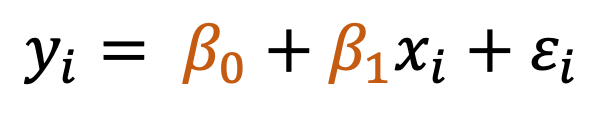 yᵢ = β₀ + β₁xᵢ + εᵢ